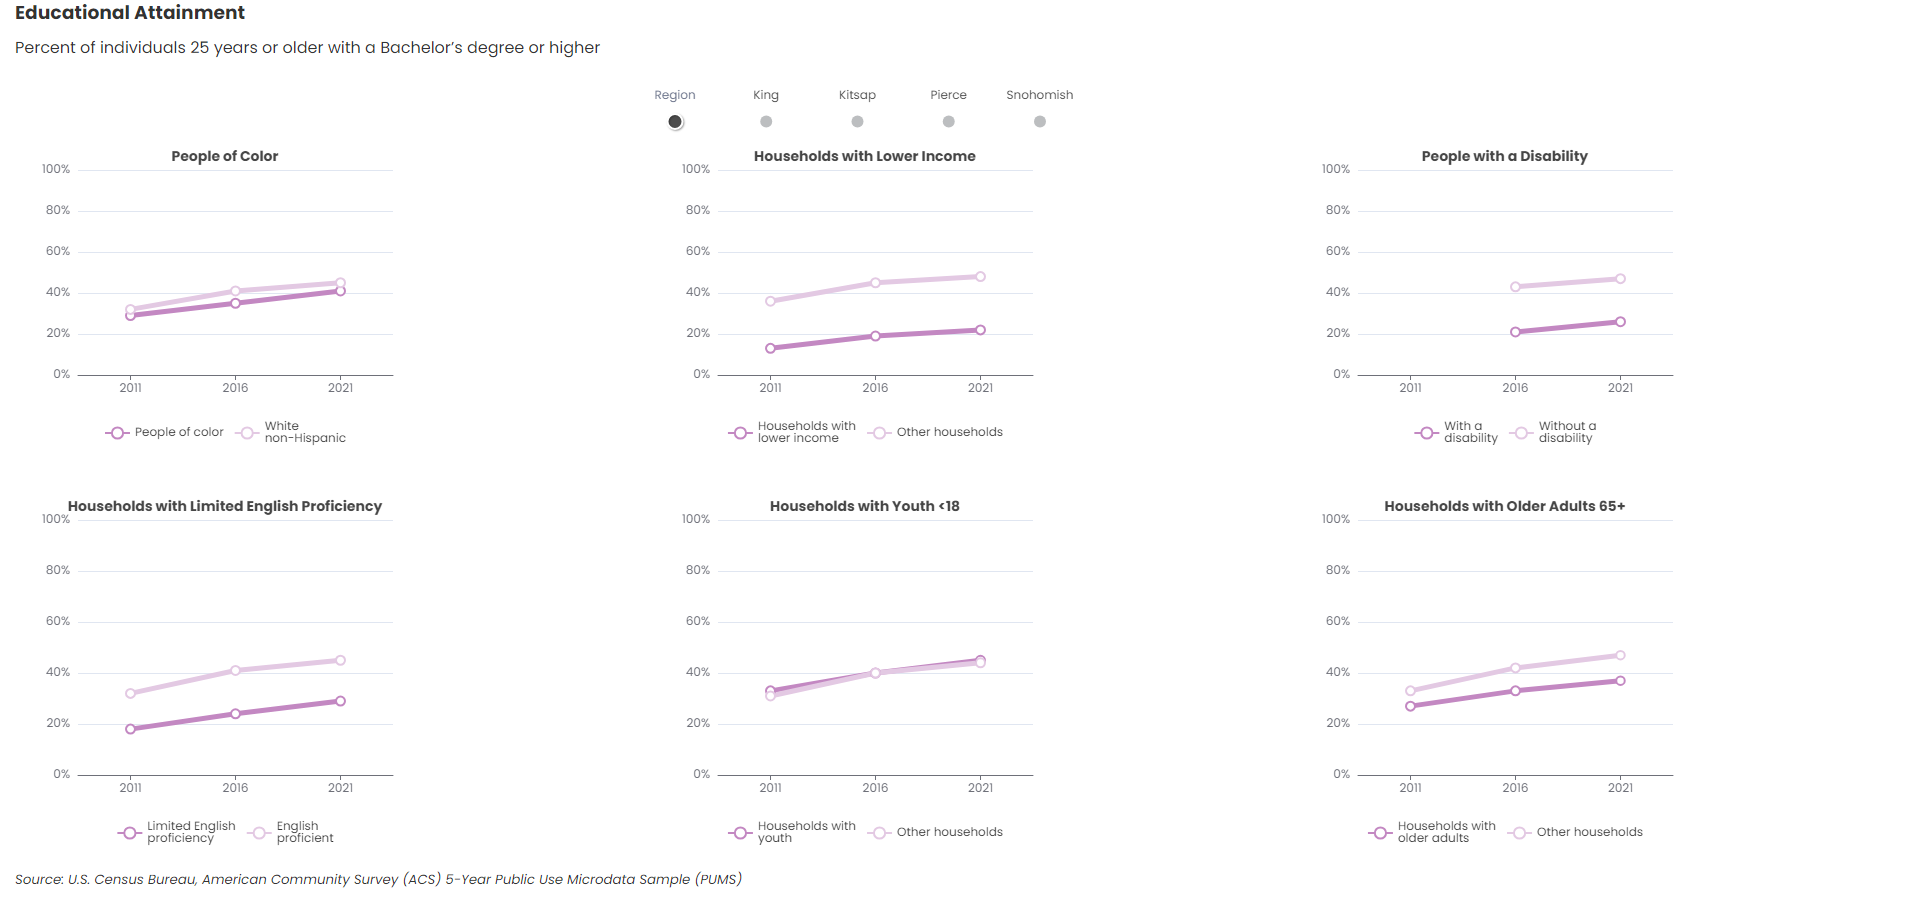 Educational Attainment
Percent of individuals 25 years or older with a Bachelor’s degree or higher
Region King Kitsap Pierce Snohomish
People of Color
100%
80%
60%
40%
20%
0%
2011 2016 2021
People of color
White
non-Hispanic
Households with Lower Income
100%
80%
60%
40%
20%
0%
2011 2016 2021
Households with
lower income
Other households
People with a Disability
100%
80%
60%
40%
20%
0%
2011 2016 2021
With a
disability
Without a
disability
Households with Limited English Proficiency
100%
80%
60%
40%
20%
0%
2011 2016 2021
Limited English
proficiency
English
proficient
Households with Youth <18
100%
80%
60%
40%
20%
0%
2011 2016 2021
Households with
youth
Other households
Households with Older Adults 65+
100%
80%
60%
40%
20%
0%
2011 2016 2021
Households with
older adults
Other households
Source: U.S. Census Bureau, American Community Survey (ACS) 5-Year Public Use Microdata Sample (PUMS)